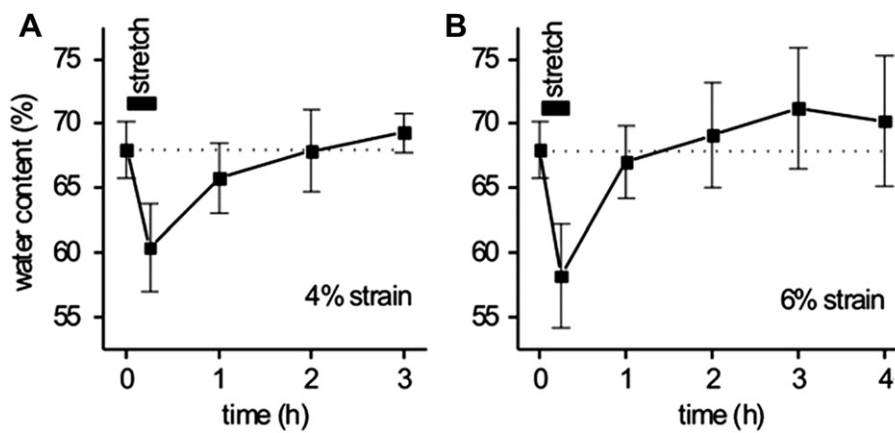 A
water content (%)
75
70
65
60
55
stretch
4% strain
0 1 2 3
time (h)
B
75
70
65
60
55
stretch
6% strain
0 1 2 3 4
time (h)